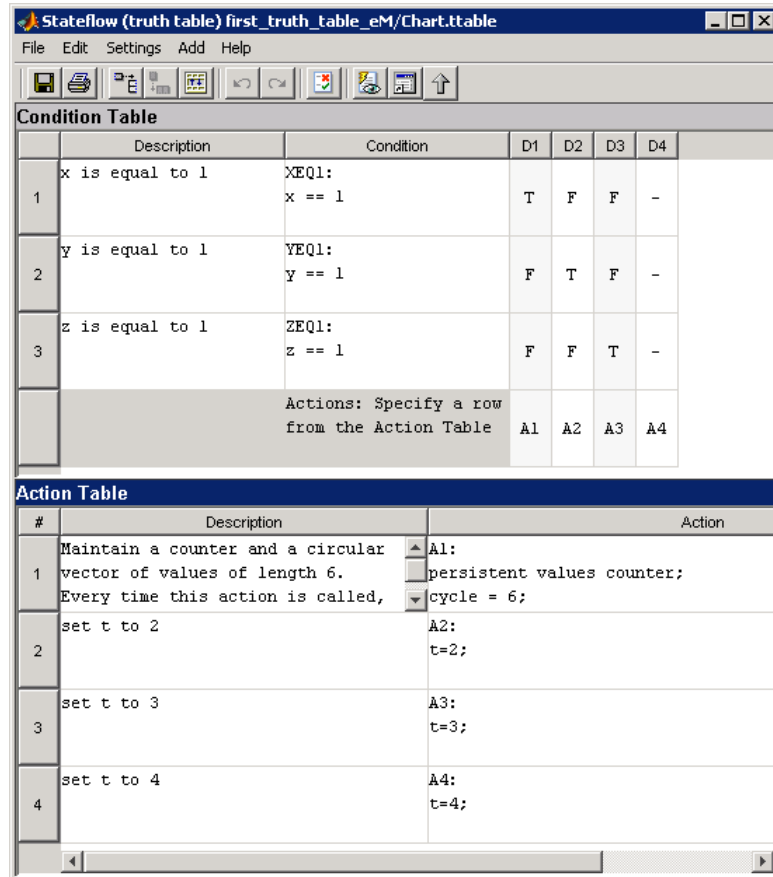 Stateflow (truth table) first_truth_table_eM/Chart.ttable
File Edit Settings Add Help
Condition Table
Description Condition D1 D2 D3 D4
1 x is equal to 1 XEQ1:
x == 1 T F F -
2 y is equal to 1 YEQ1:
y == 1 F T F -
3 z is equal to 1 ZEQ1:
z == 1 F F T -
Actions: Specify a row
from the Action Table A1 A2 A3 A4
Action Table
# Description Action
1 Maintain a counter and a circular A1:
vector of values of length 6. persistent values counter;
Every time this action is called, cycle = 6;
2 set t to 2 A2:
t=2;
3 set t to 3 A3:
t=3;
4 set t to 4 A4:
t=4;